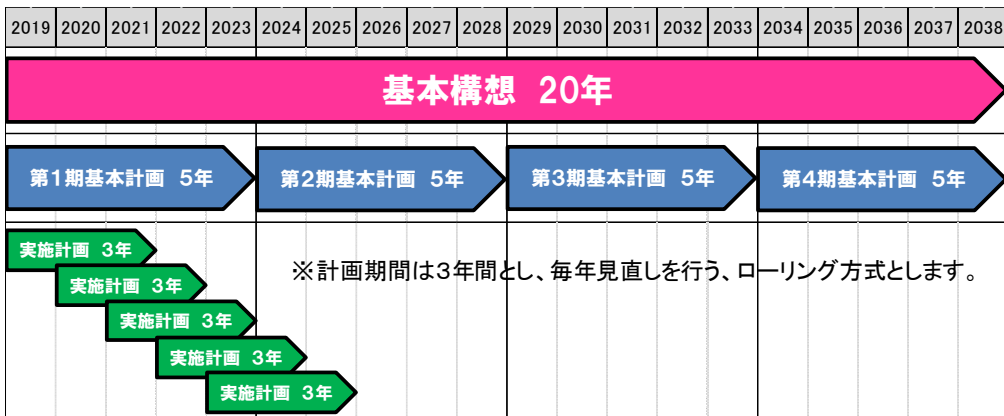 2019 2020 2021 2022 2023 2024 2025 2026 2027 2028 2029 2030 2031 2032 2033 2034 2035 2036 2037 2038
基本構想 20年
第1期基本計画 5年 第2期基本計画 5年 第3期基本計画 5年 第4期基本計画 5年
実施計画 3年
※計画期間は3年間とし、毎年見直しを行う、ローリング方式とします。
実施計画 3年
実施計画 3年
実施計画 3年
実施計画 3年